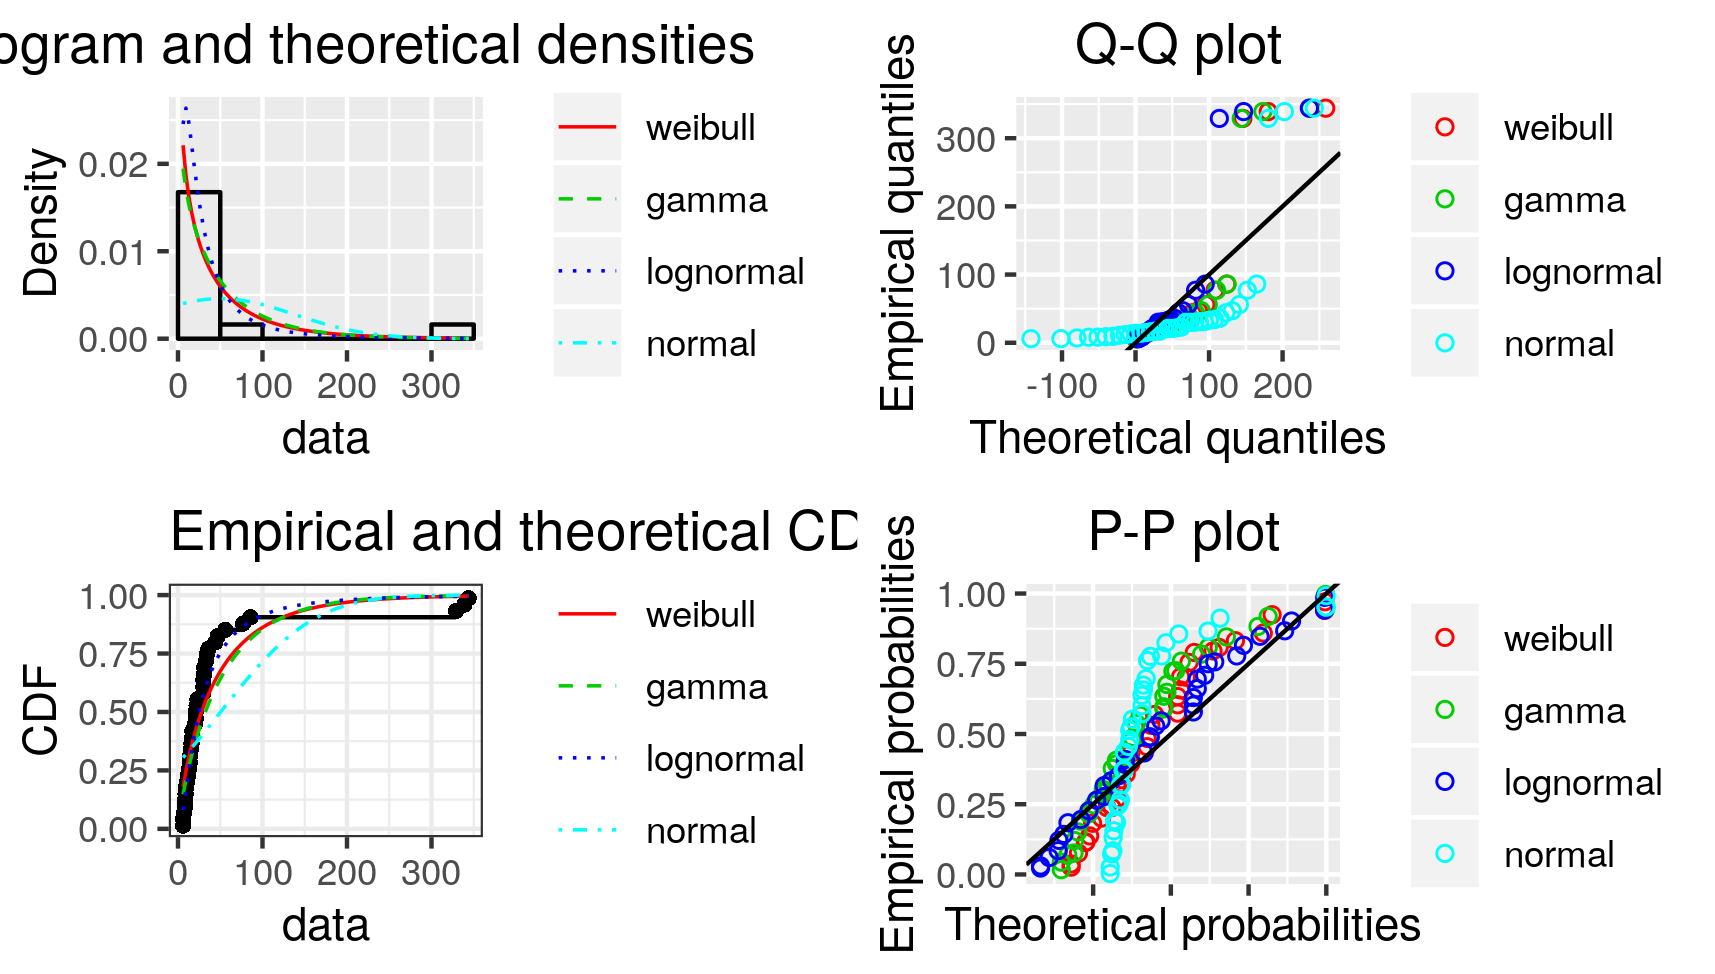 ogram and theoretical densities
Density
0.02
0.01
0.00
0 100 200 300
data
weibull
gamma
lognormal
normal
Q-Q plot
Empirical quantiles
300
200
100
0
-100 0 100 200
Theoretical quantiles
weibull
gamma
lognormal
normal
Empirical and theoretical CD
CDF
1.00
0.75
0.50
0.25
0.00
0 100 200 300
data
weibull
gamma
lognormal
normal
P-P plot
Empirical probabilities
1.00
0.75
0.50
0.25
0.00
Theoretical probabilities
weibull
gamma
lognormal
normal